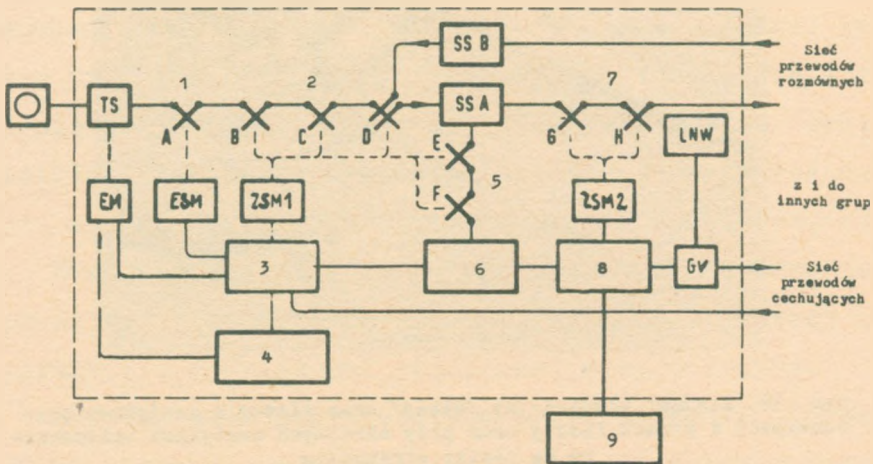 SS B
Sieć
przewodów
rozmównych
1
2
7
TS
SS A
A
B
C
D
E
G
H
LNW
F
5
EM
ESM
ZSM1
ZSM2
z i do
innych grup
3
6
8
GV
Sieć
przewodów
cechujących
4
9